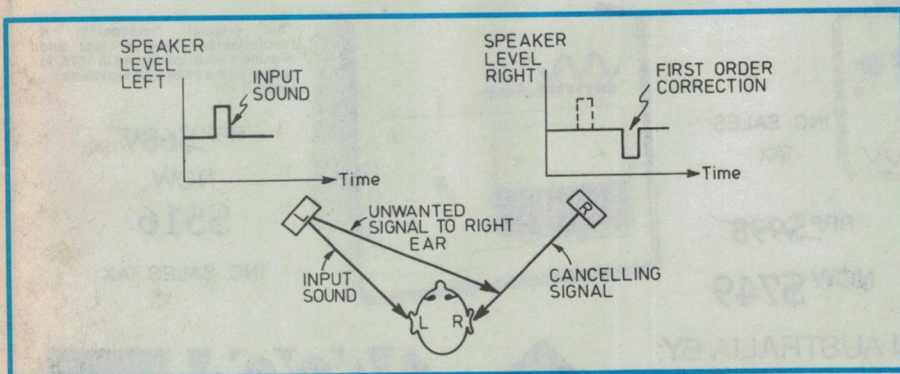 SPEAKER
LEVEL
LEFT
INPUT
SOUND
Time
SPEAKER
LEVEL
RIGHT
FIRST ORDER
CORRECTION
Time
L
UNWANTED
SIGNAL TO RIGHT
EAR
R
INPUT
SOUND
CANCELLING
SIGNAL
L R
INC SALES
TAX
RRP $998
NOW $749
NOW
$516
INC SALES TAX
N AUSTRALIA BY